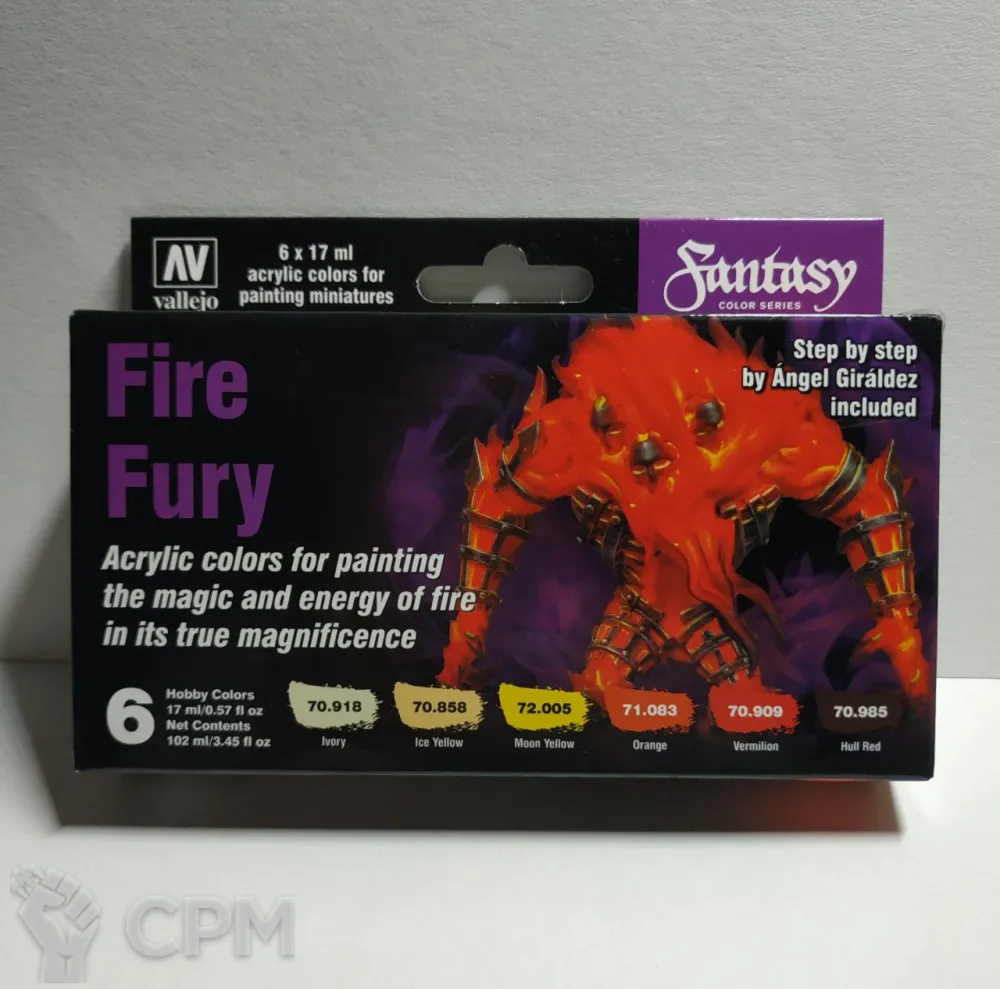 AV
vallejo
6 x 17 ml
acrylic colors for
painting miniatures
Fantasy
COLOR SERIES
Step by step
by Ángel Giráldez
included
Fire
Fury
Acrylic colors for painting
the magic and energy of fire
in its true magnificence
6
Hobby Colors
17 ml/0.57 fl oz
Net Contents
102 ml/3.45 fl oz
70.918
Ivory
70.858
Ice Yellow
72.005
Moon Yellow
71.083
Orange
70.909
Vermilion
70.985
Hull Red
CPM